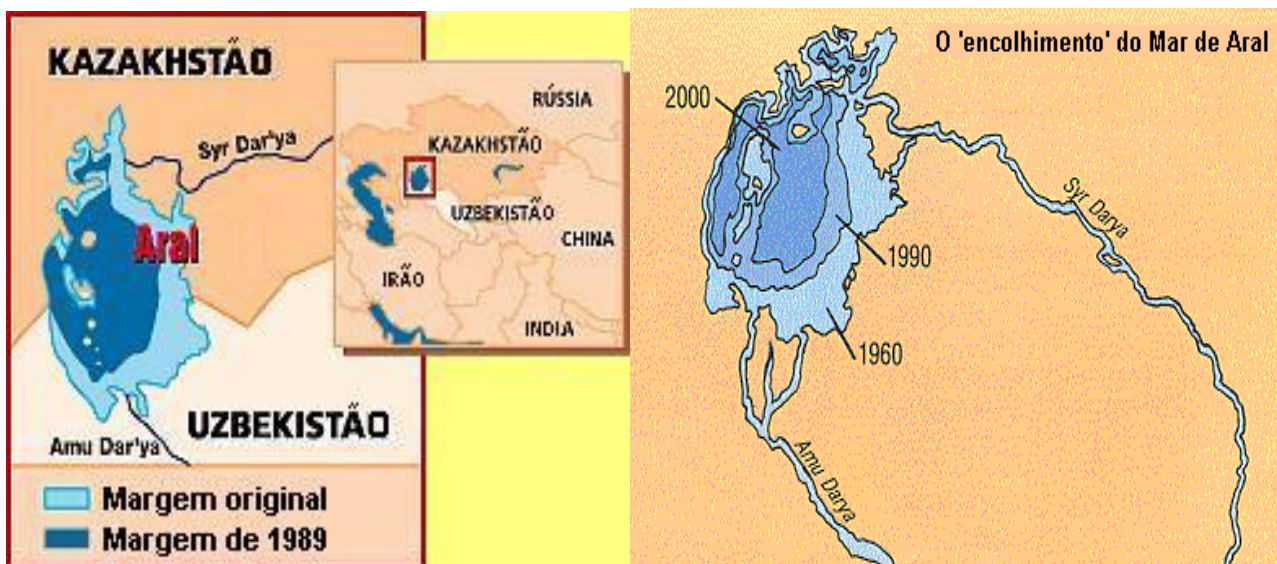 KAZAKHSTÃO
Syr Dar'ya
Aral
UZBEKISTÃO
Amu Dar'ya
Margem original
Margem de 1989
RÚSSIA
KAZAKHSTÃO
UZBEKISTÃO
CHINA
IRÃO
INDIA
O 'encolhimento' do Mar de Aral
2000
Syr Darya
1990
1960
Amu Darya